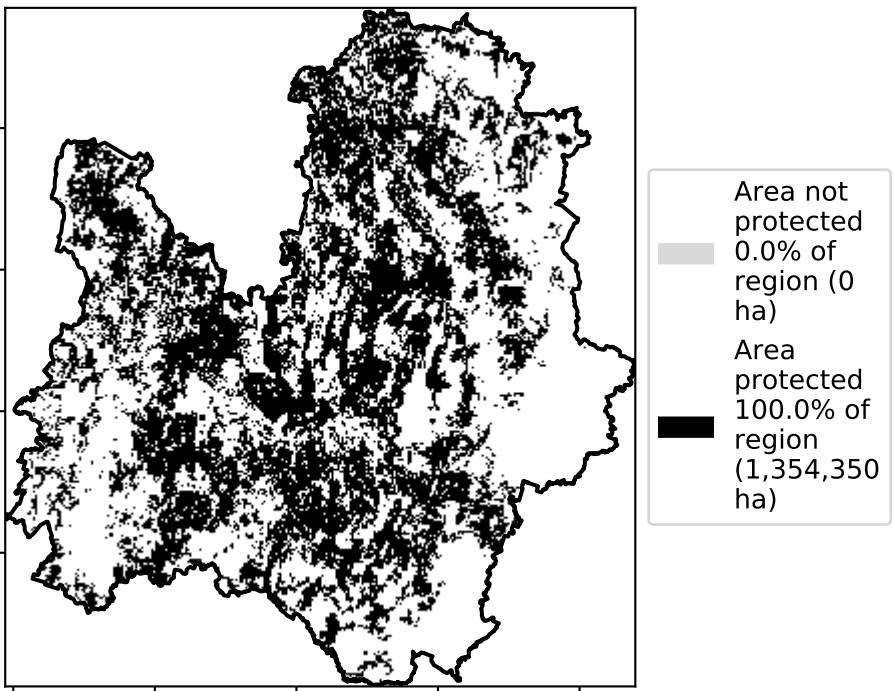 Area not
protected
0.0% of
region (0
ha)
Area
protected
100.0% of
region
(1,354,350
ha)